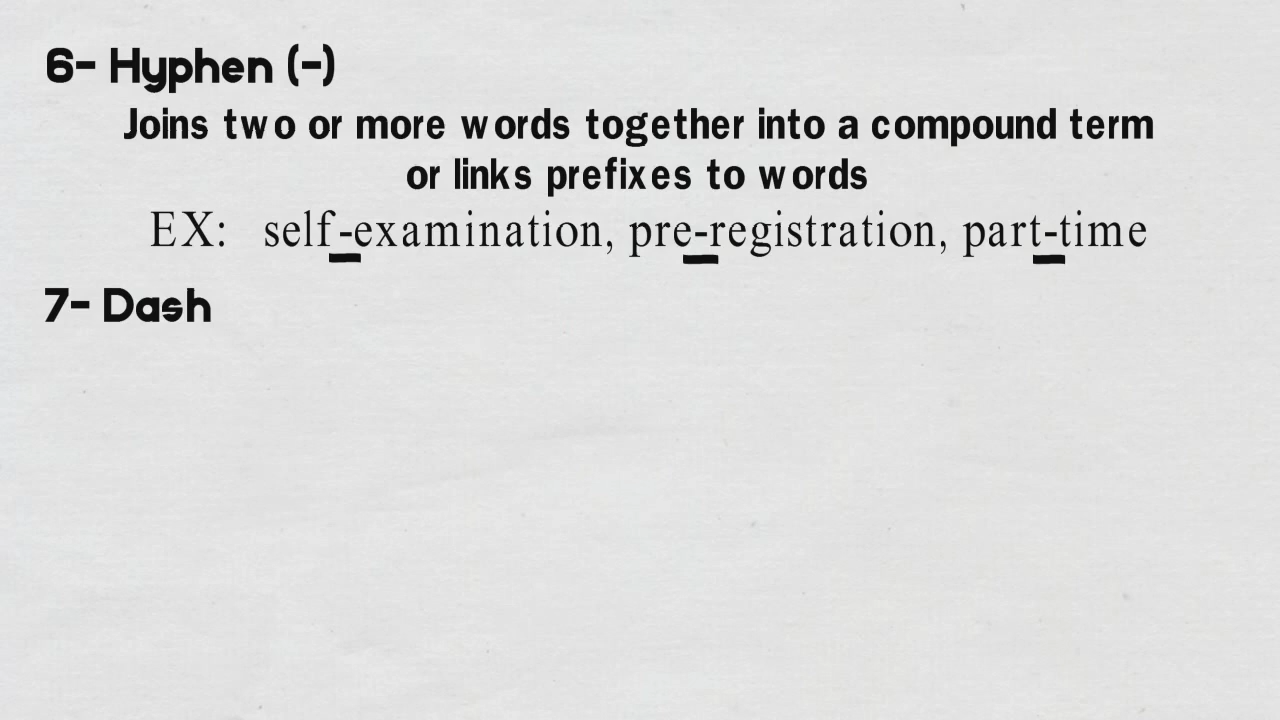 6- Hyphen (-)
Joins two or more words together into a compound term
or links prefixes to words
EX: self-examination, pre-registration, part-time
7- Dash